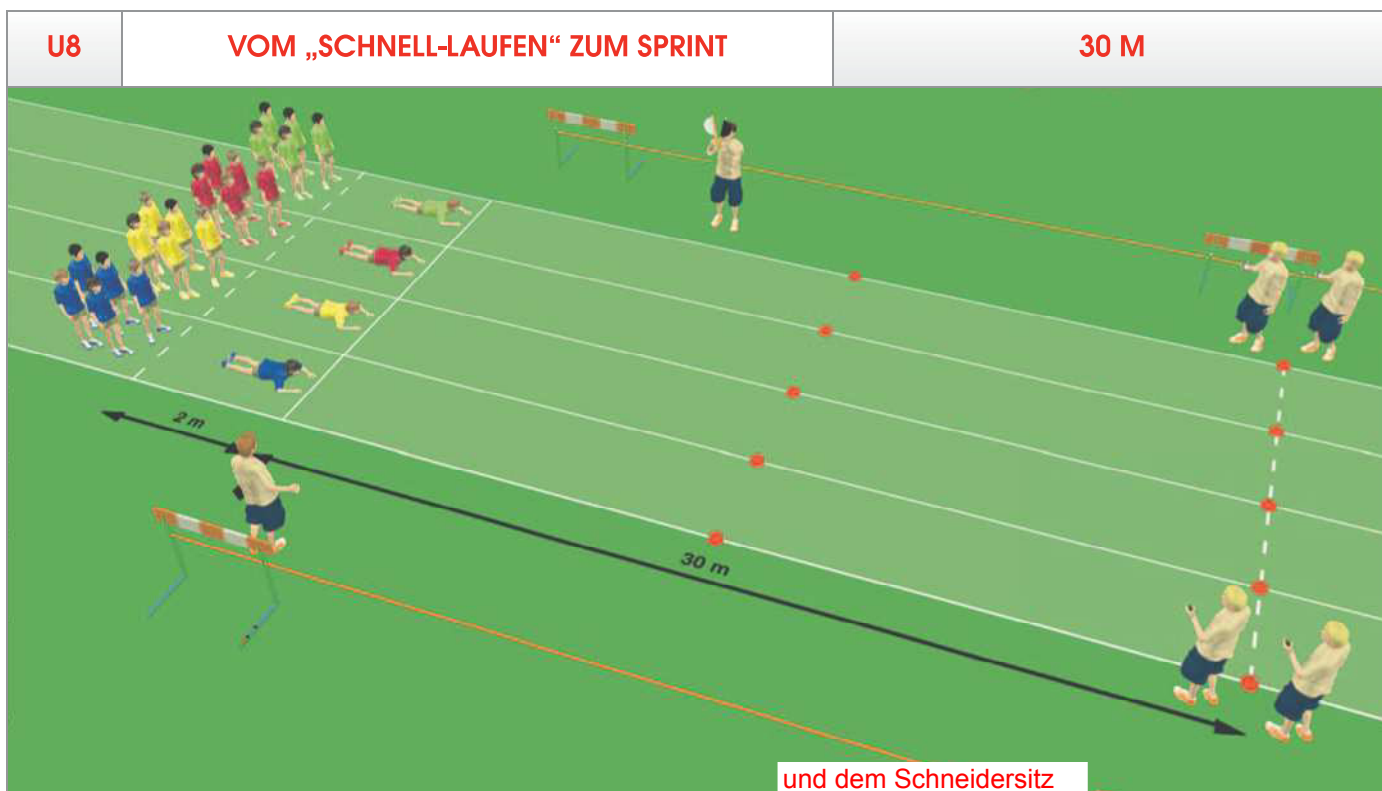 U8 VOM „SCHNELL-LAUFEN“ ZUM SPRINT 30 M
2 m
30 m
und dem Schneidersitz